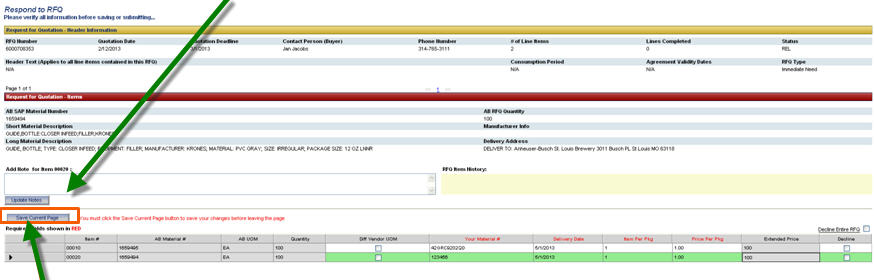 Respond to RFQ
Please verify all information before saving or submitting...
Request for Quotation - Header Information
RFQ Number Quotation Date Quotation Deadline Contact Person (Buyer) Phone Number # of Line Items Lines Completed Status
6000708353 2/12/2013 Jan Jacobs 314-765-3111 2 0 REL
Header Text (Applies to all line items contained in this RFQ) Consumption Period Agreement Validity Dates RFQ Type
N/A N/A N/A Immediate Need
Page 1 of 1
1
Request for Quotation - Items
AB SAP Material Number AB RFQ Quantity
1659494 100
Short Material Description Manufacturer Info
GUIDE,BOTTLE:CLOSER INFEED;FILLER;KRONES
Long Material Description Delivery Address
GUIDE, BOTTLE; TYPE: CLOSER INFEED; EQUIPMENT: FILLER; MANUFACTURER: KRONES; MATERIAL: PVC GRAY; SIZE: IRREGULAR; PACKAGE SIZE: 12 OZ LNNR DELIVER TO: Anheuser-Busch St. Louis Brewery 3011 Busch PL St Louis MO 63118
Add Note for Item 00020 : RFQ Item History:
Update Notes
Save Current Page You must click the Save Current Page button to save your changes before leaving the page
Required fields shown in RED Decline Entire RFQ
Item # AB Material # AB UOM Quantity Diff Vendor UOM Your Material # Delivery Date Item Per Pkg Price Per Pkg Extended Price Decline
00010 1659495 EA 100 5/1/2013 1 1.00 100
00020 1659494 EA 100 123456 5/1/2013 1 1.00 100